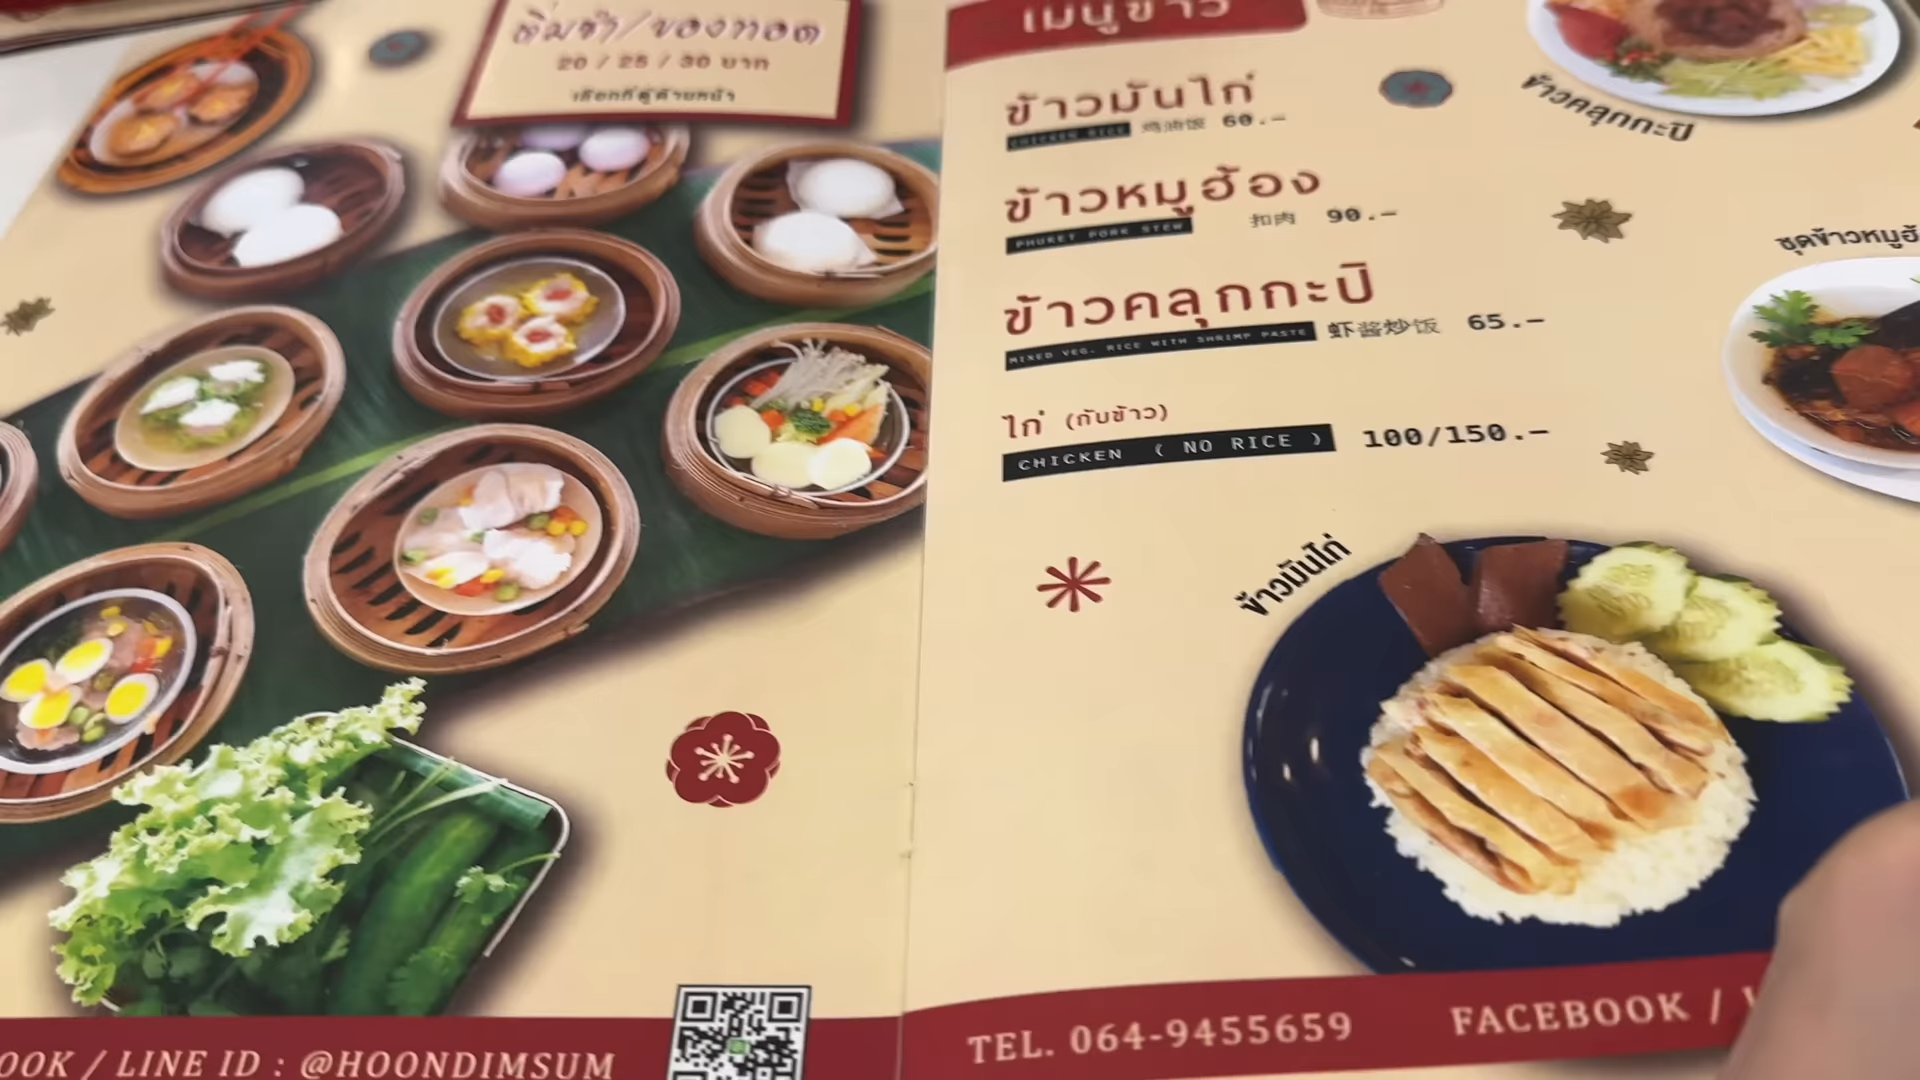 ติ่มซำ/ของทอด
20 / 25 / 30 บาท
เลือกที่ตู้ด้านหน้า
OOK / LINE ID : @HOONDIMSUM
เมนูข้าว
ข้าวมันไก่
CHICKEN RICE 鸡油饭 60.-
ข้าวหมูฮ้อง
PHUKET PORK STEW 扣肉 90.-
ข้าวคลุกกะปิ
MIXED VEG. RICE WITH SHRIMP PASTE 虾酱炒饭 65.-
ไก่ (กับข้าว)
CHICKEN ( NO RICE ) 100/150.-
ข้าวคลุกกะปิ
ชุดข้าวหมูฮ้
ข้าวมันไก่
TEL. 064-9455659 FACEBOOK /